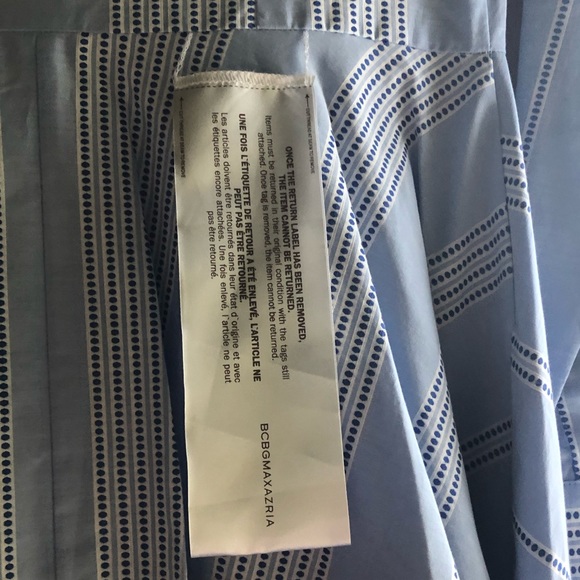 ONCE THE RETURN LABEL HAS BEEN REMOVED,
THE ITEM CANNOT BE RETURNED.
Items must be returned in their original condition with the tags still
attached. Once tag is removed, the item cannot be returned.
UNE FOIS L'ÉTIQUETTE DE RETOUR A ÉTÉ ENLEVÉ, L'ARTICLE NE
PEUT PAS ÊTRE RETOURNÉ.
Les articles doivent être retournés dans leur état d'origine et avec
les étiquettes encore attachées. Une fois enlevé, l'article ne peut
pas être retourné.
BCBGMAXAZRIA